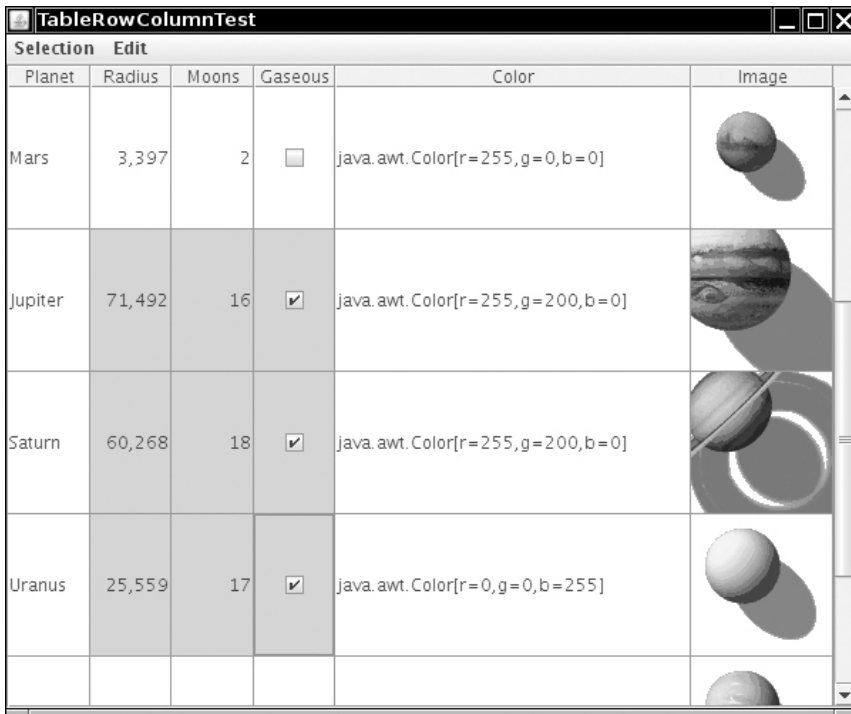 TableRowColumnTest
Selection Edit
Planet Radius Moons Gaseous Color Image
Mars 3,397 2 java.awt.Color[r=255,g=0,b=0]
Jupiter 71,492 16 java.awt.Color[r=255,g=200,b=0]
Saturn 60,268 18 java.awt.Color[r=255,g=200,b=0]
Uranus 25,559 17 java.awt.Color[r=0,g=0,b=255]